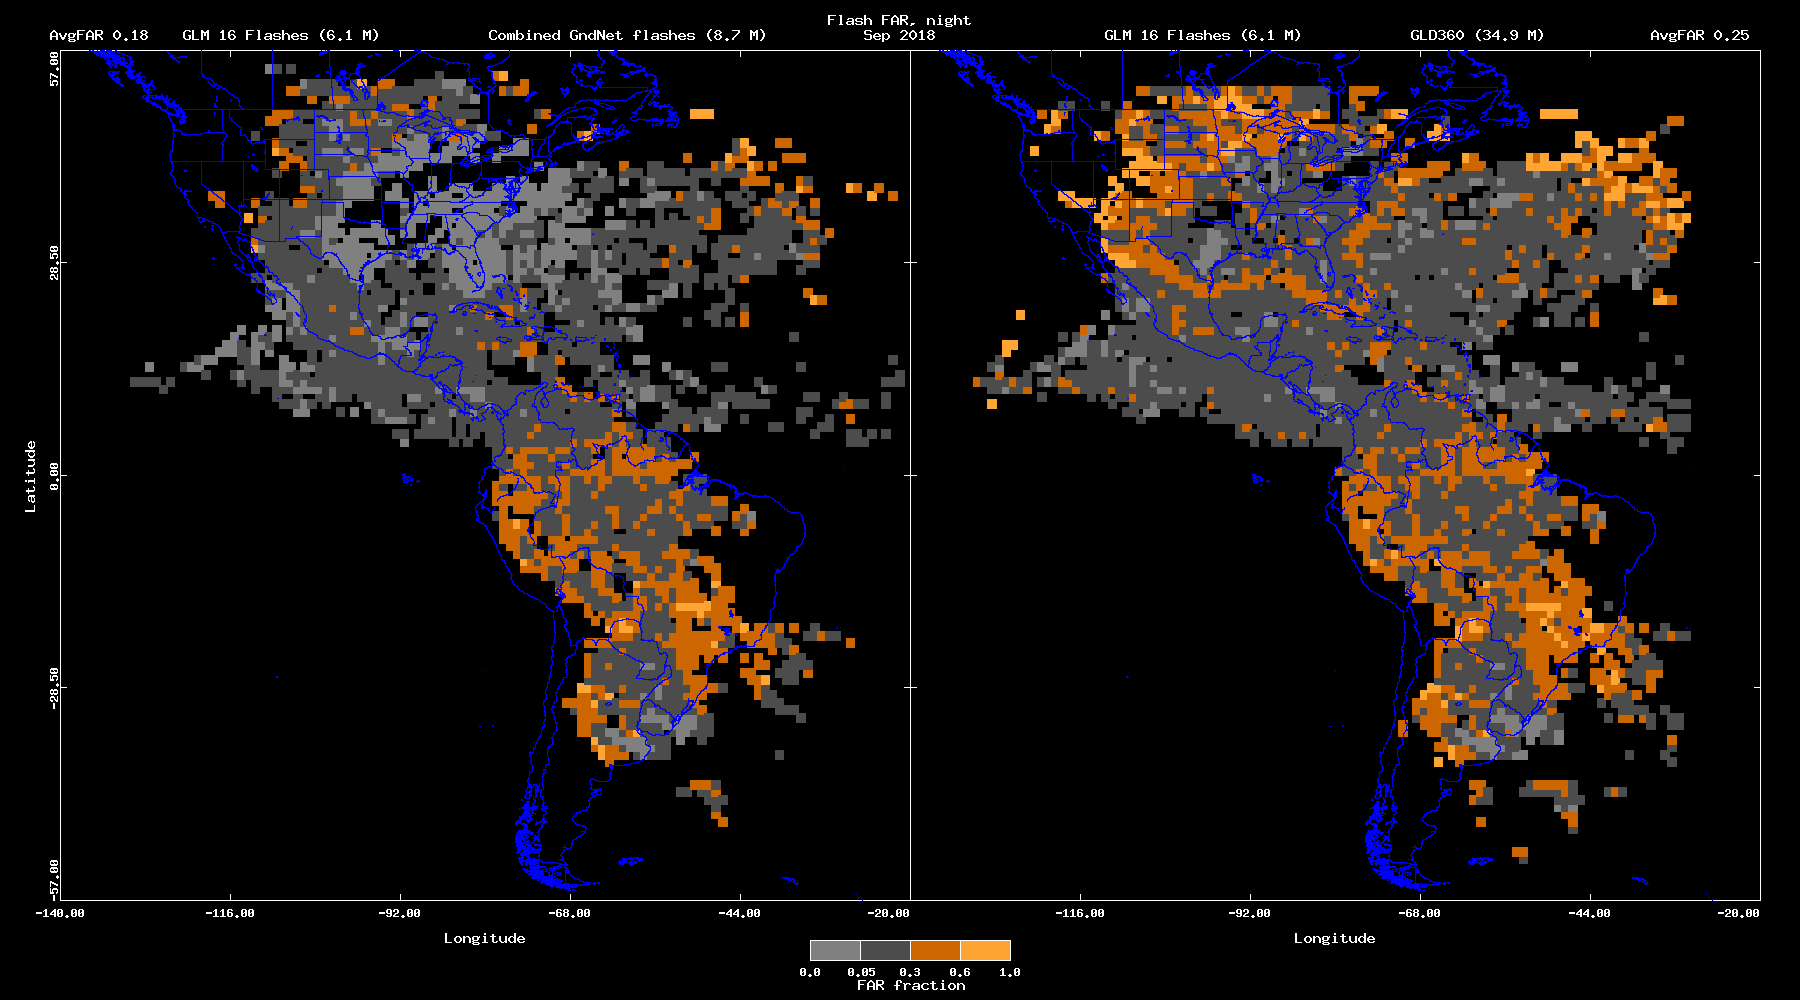 Flash FAR, night
AvgFAR 0.18 GLM 16 Flashes (6.1 M) Combined GndNet flashes (8.7 M) Sep 2018 GLM 16 Flashes (6.1 M) GLD360 (34.9 M) AvgFAR 0.25
57.00
28.50
0.00
-28.50
-57.00
Latitude
-140.00 -116.00 -92.00 -68.00 -44.00 -20.00 -116.00 -92.00 -68.00 -44.00 -20.00
Longitude Longitude
0.0 0.05 0.3 0.6 1.0
FAR fraction